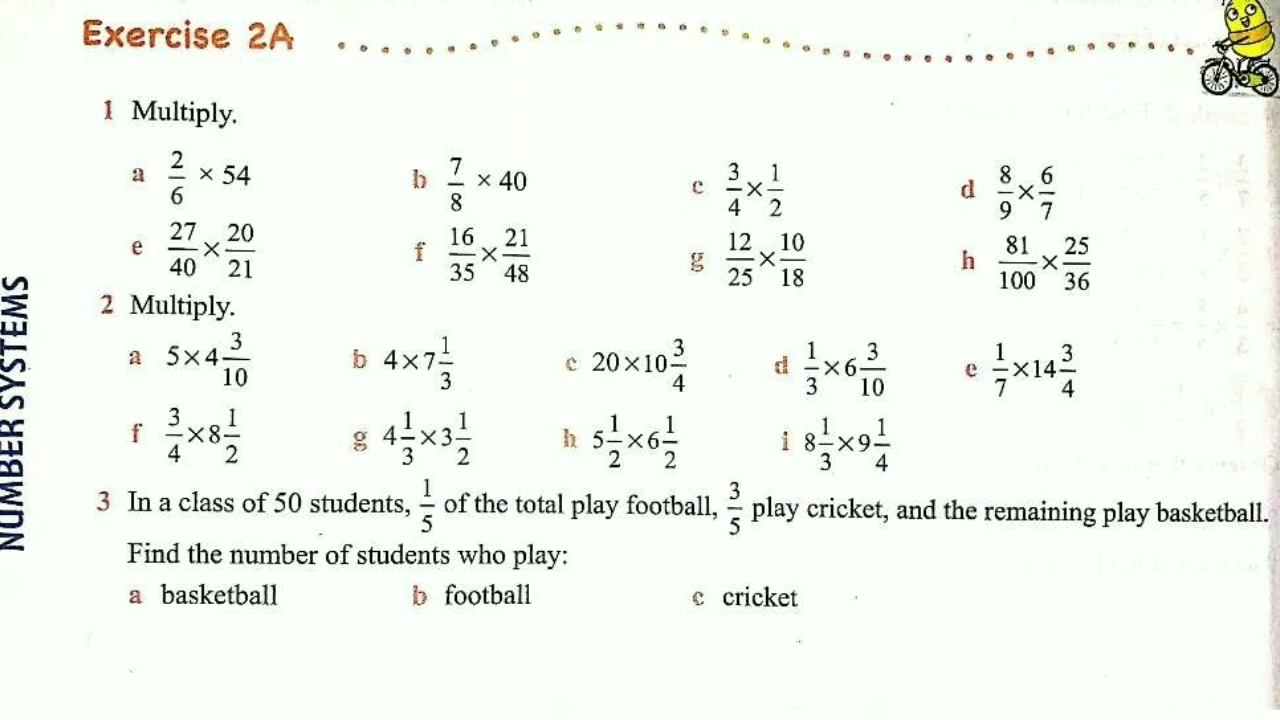 Exercise 2A
1 Multiply.
a 2/6 × 54 b 7/8 × 40 c 3/4 × 1/2 d 8/9 × 6/7
e 27/40 × 20/21 f 16/35 × 21/48 g 12/25 × 10/18 h 81/100 × 25/36
2 Multiply.
a 5×4 3/10 b 4×7 1/3 c 20×10 3/4 d 1/3 × 6 3/10 e 1/7 × 14 3/4
f 3/4 × 8 1/2 g 4 1/3 × 3 1/2 h 5 1/2 × 6 1/2 i 8 1/3 × 9 1/4
3 In a class of 50 students, 1/5 of the total play football, 3/5 play cricket, and the remaining play basketball.
Find the number of students who play:
a basketball b football c cricket
NUMBER SYSTEMS